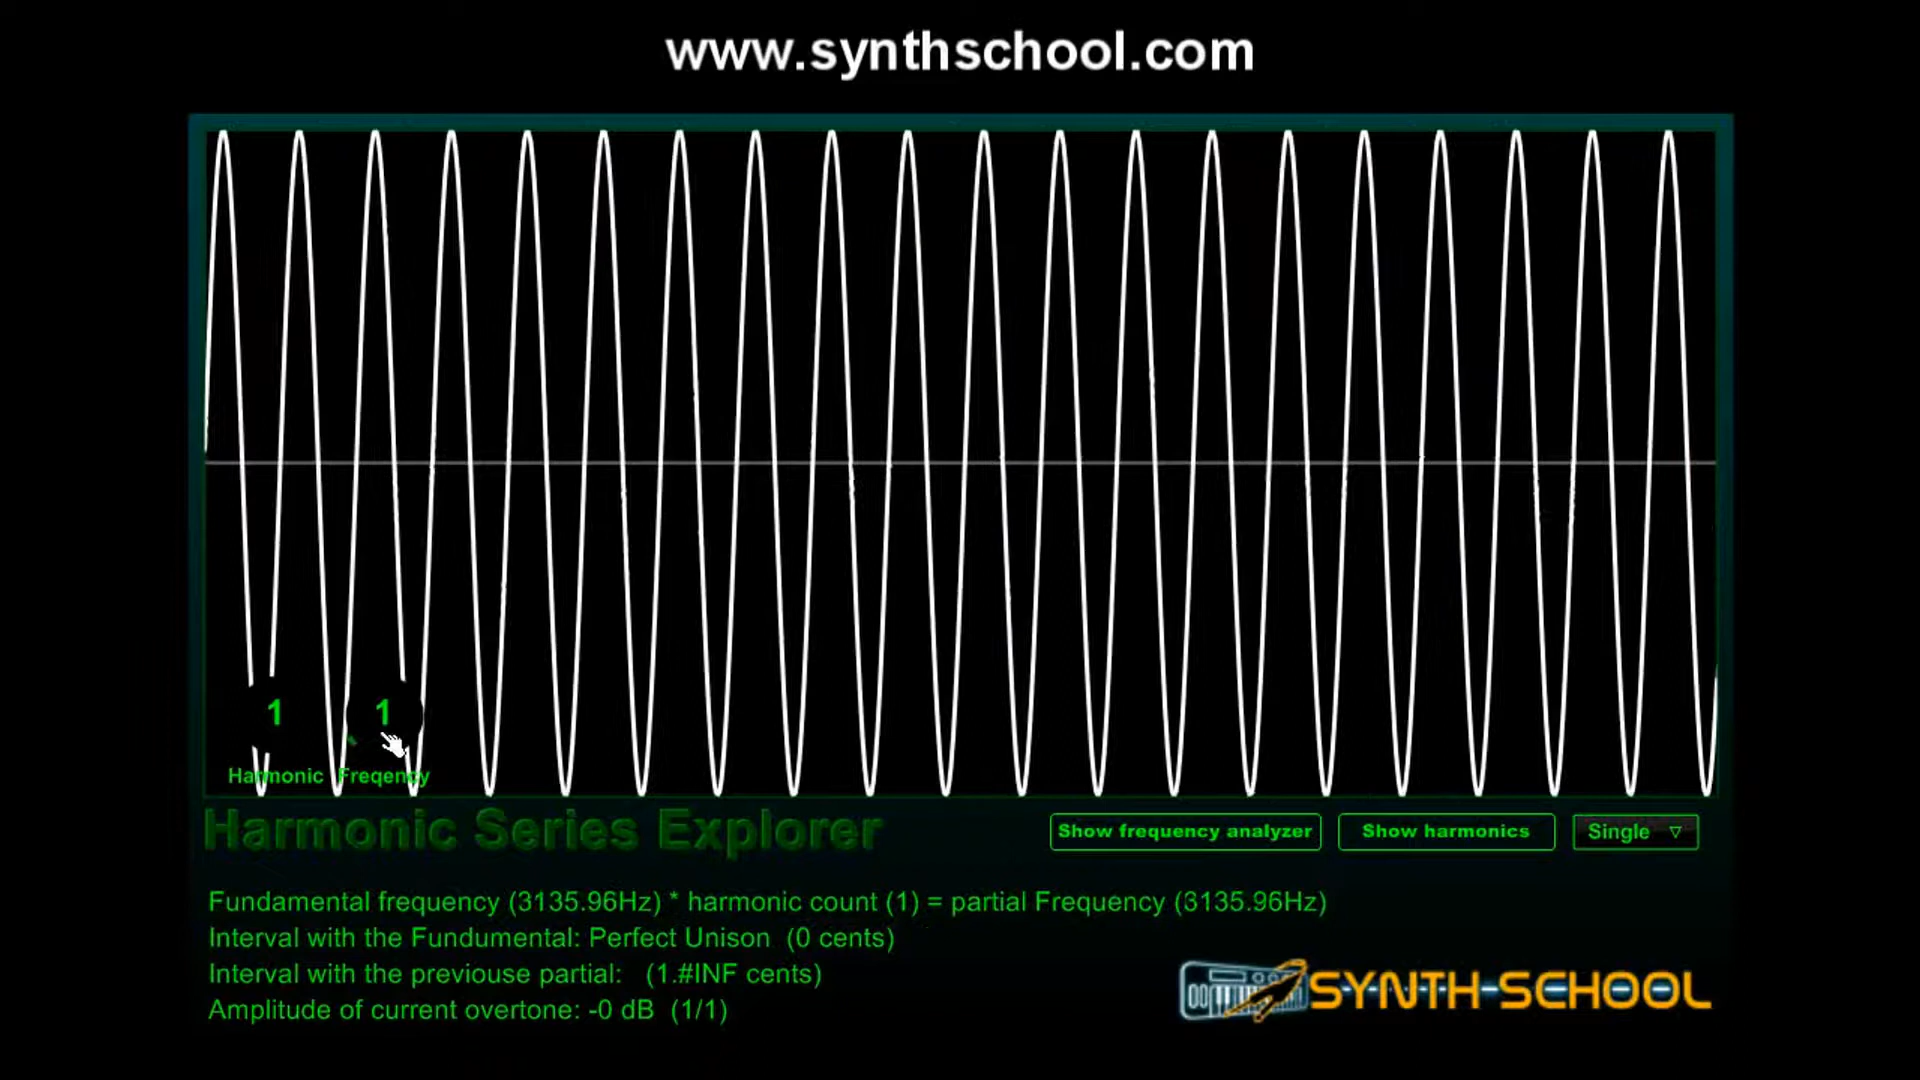 www.synthschool.com
1 1
Harmonic Freqency
Harmonic Series Explorer
Show frequency analyzer Show harmonics Single
Fundamental frequency (3135.96Hz) * harmonic count (1) = partial Frequency (3135.96Hz)
Interval with the Fundumental: Perfect Unison (0 cents)
Interval with the previouse partial: (1.#INF cents)
Amplitude of current overtone: -0 dB (1/1)
SYNTH-SCHOOL